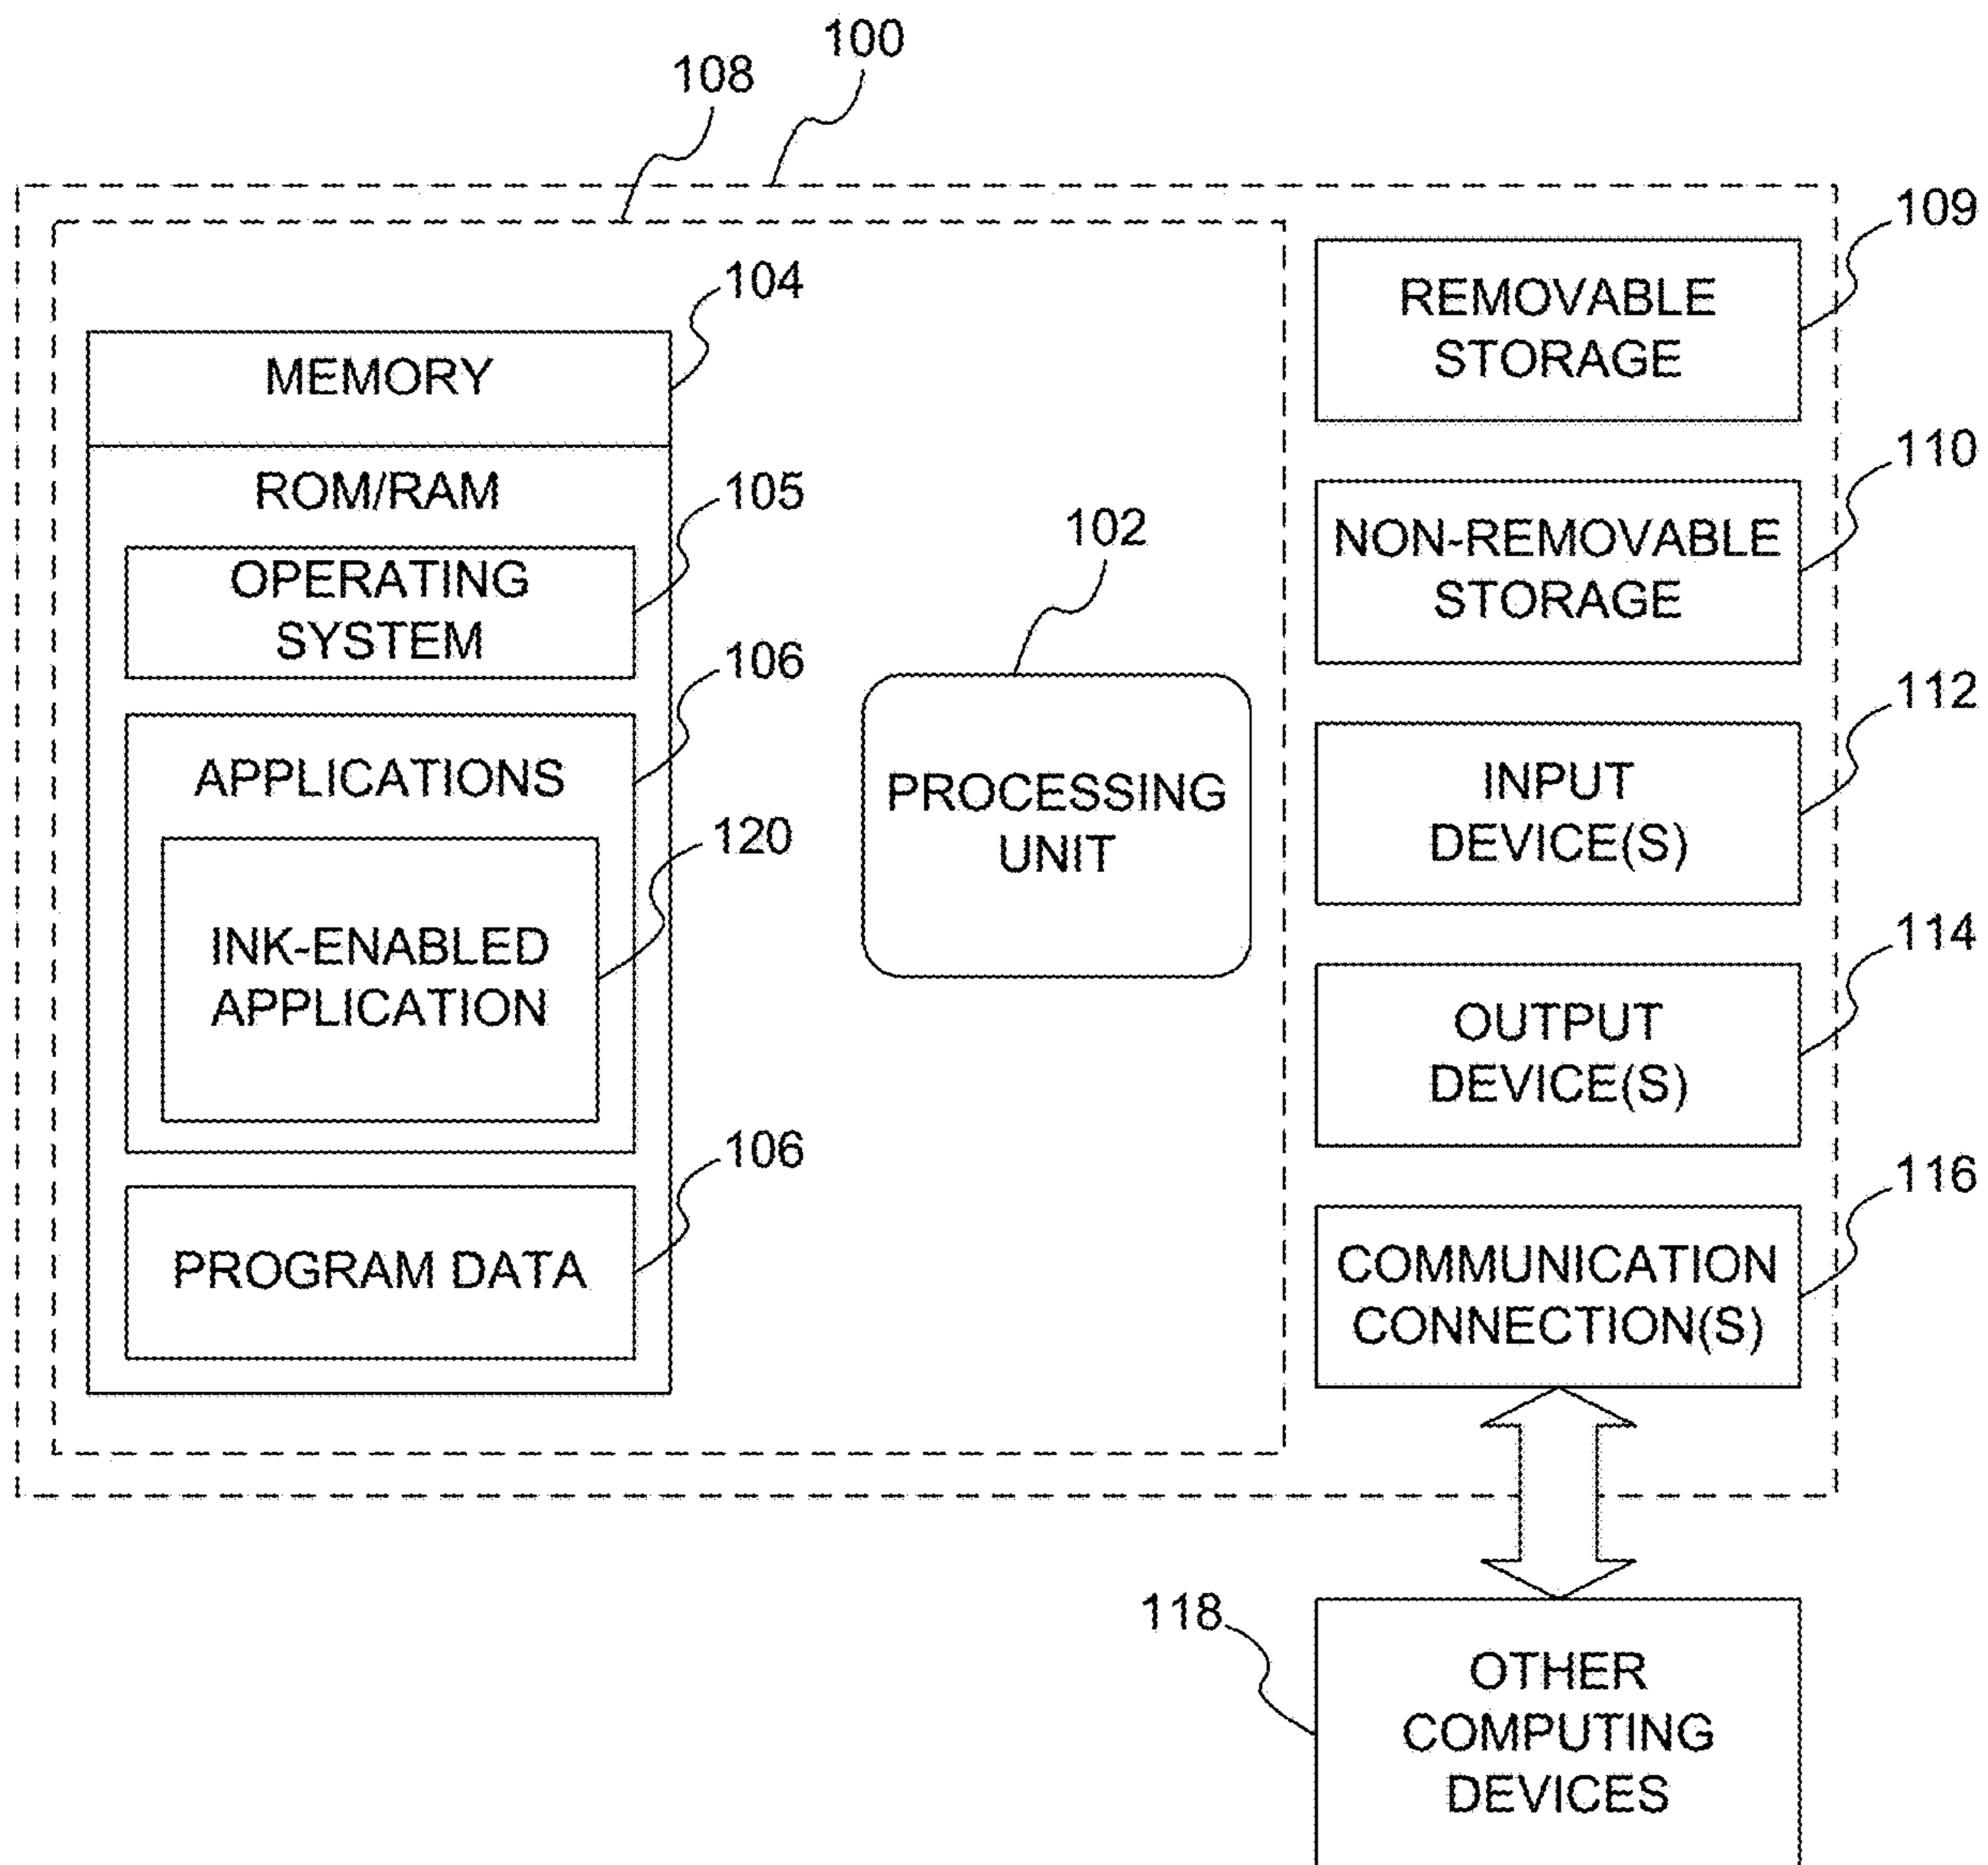 100
108
109
104
MEMORY
REMOVABLE
STORAGE
ROM/RAM
105
OPERATING
SYSTEM
110
NON-REMOVABLE
STORAGE
102
PROCESSING
UNIT
106
APPLICATIONS
120
INK-ENABLED
APPLICATION
112
INPUT
DEVICE(S)
114
OUTPUT
DEVICE(S)
106
PROGRAM DATA
116
COMMUNICATION
CONNECTION(S)
118
OTHER
COMPUTING
DEVICES